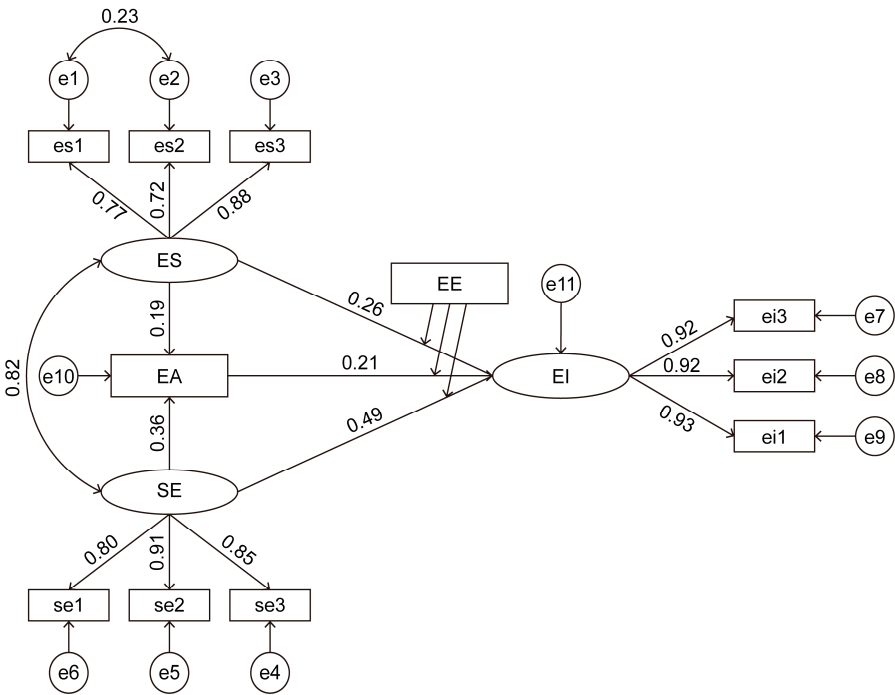 0.23
e1 e2 e3
es1 es2 es3
0.77 0.72 0.88
ES
EE
e11
0.26
0.19
ei3 e7
0.92
0.82
e10
EA
0.21
EI
0.92
ei2 e8
0.36
0.49
0.93
ei1 e9
SE
0.80 0.91 0.85
se1 se2 se3
e6 e5 e4